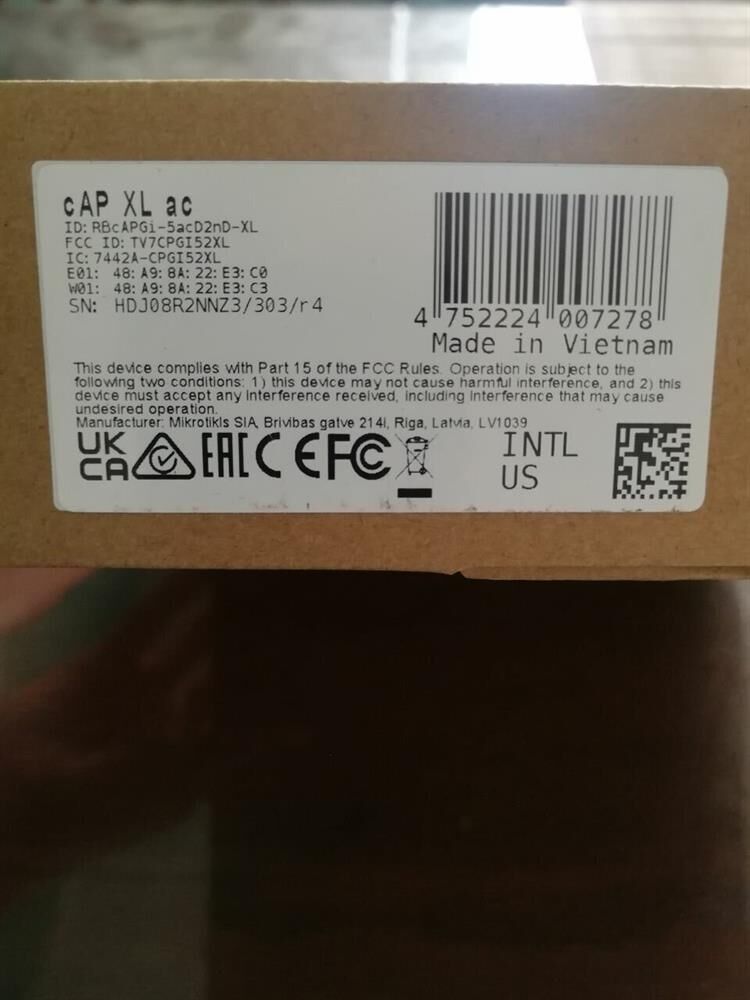 cAP XL ac
ID: RBcAPGi-5acD2nD-XL
FCC ID: TV7CPGI52XL
IC: 7442A-CPGI52XL
E01: 48: A9: 8A: 22: E3: C0
W01: 48: A9: 8A: 22: E3: C3
SN: HDJ08R2NNZ3/303/r4
4 752224 007278
Made in Vietnam
This device complies with Part 15 of the FCC Rules. Operation is subject to the
following two conditions: 1) this device may not cause harmful interference, and 2) this
device must accept any interference received, including interference that may cause
undesired operation.
Manufacturer: Mikrotikls SIA, Brivibas gatve 214i, Riga, Latvia, LV1039
UK
CA
EAC CE FC
INTL
US